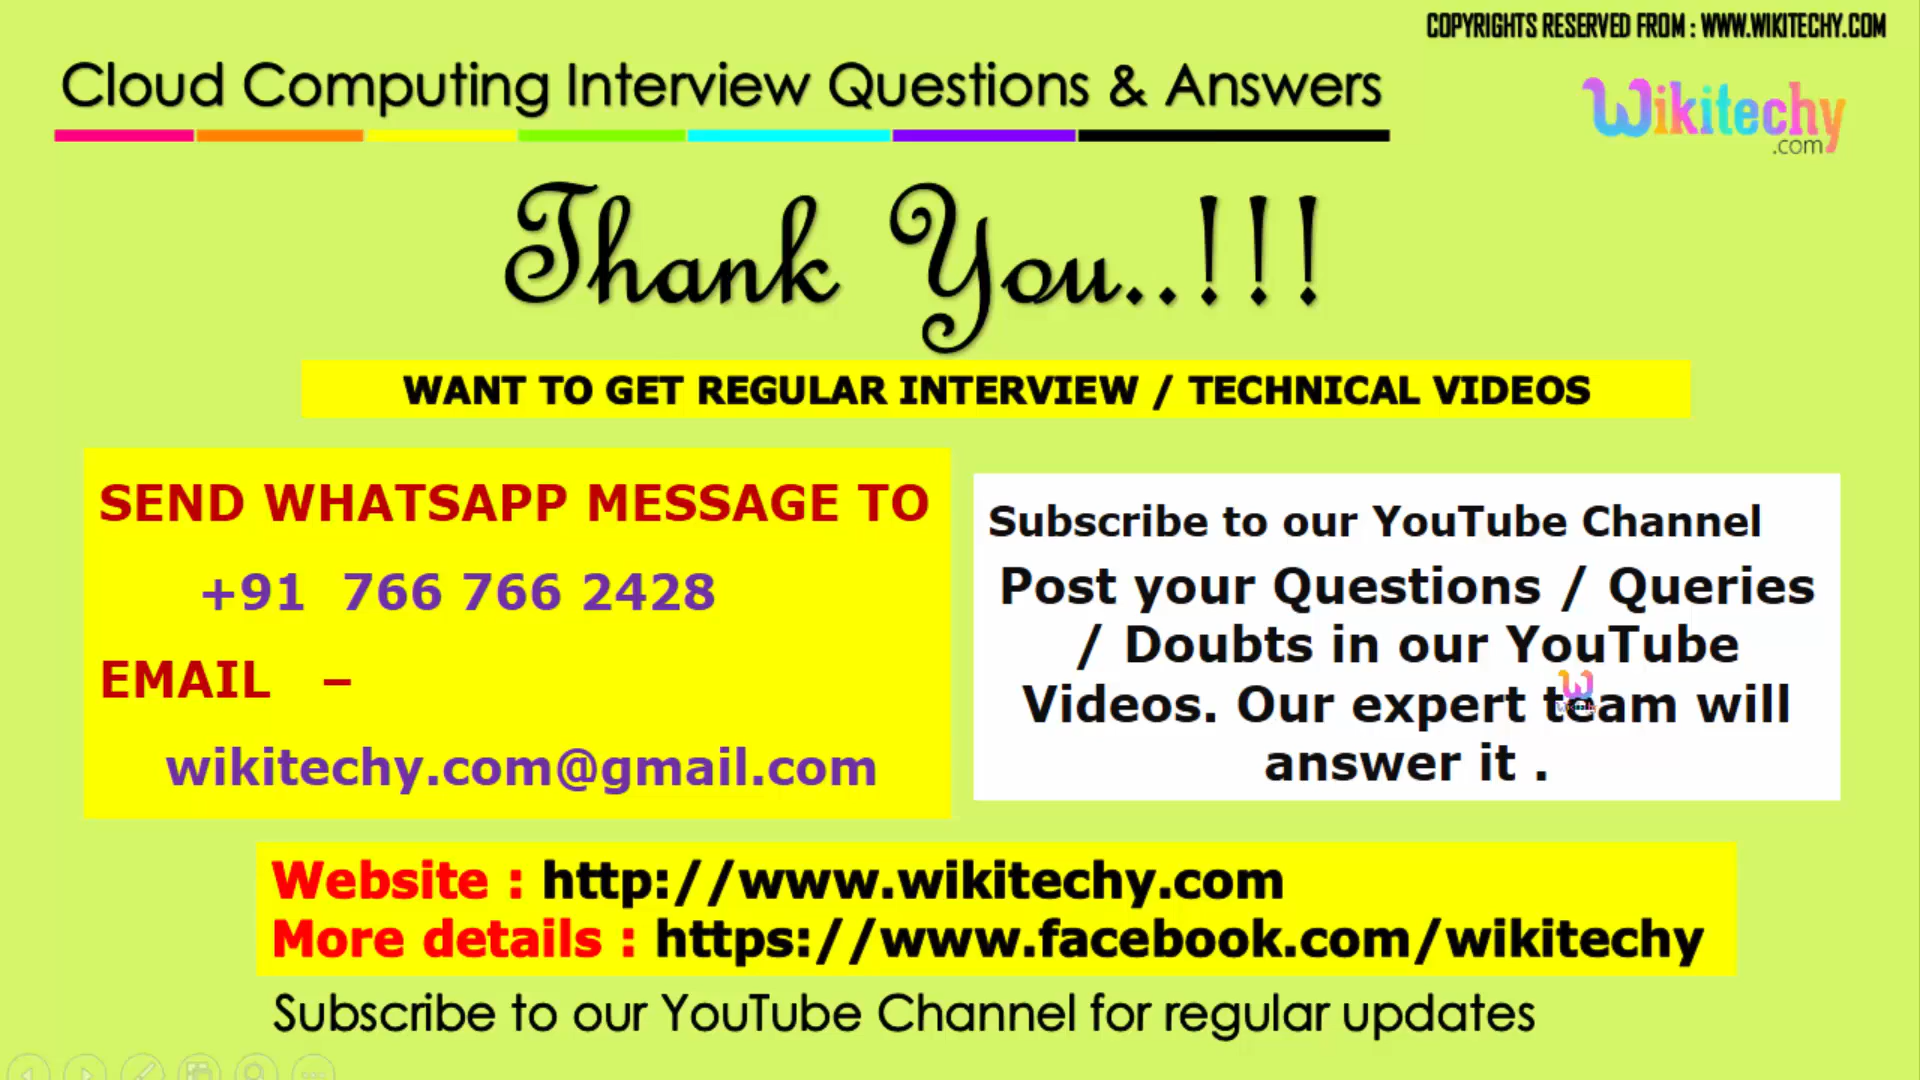 COPYRIGHTS RESERVED FROM : WWW.WIKITECHY.COM
Cloud Computing Interview Questions & Answers
Wikitechy
.com
Thank You..!!!
WANT TO GET REGULAR INTERVIEW / TECHNICAL VIDEOS
SEND WHATSAPP MESSAGE TO
+91 766 766 2428
EMAIL –
wikitechy.com@gmail.com
Subscribe to our YouTube Channel
Post your Questions / Queries
/ Doubts in our YouTube
Videos. Our expert team will
answer it .
Website : http://www.wikitechy.com
More details : https://www.facebook.com/wikitechy
Subscribe to our YouTube Channel for regular updates